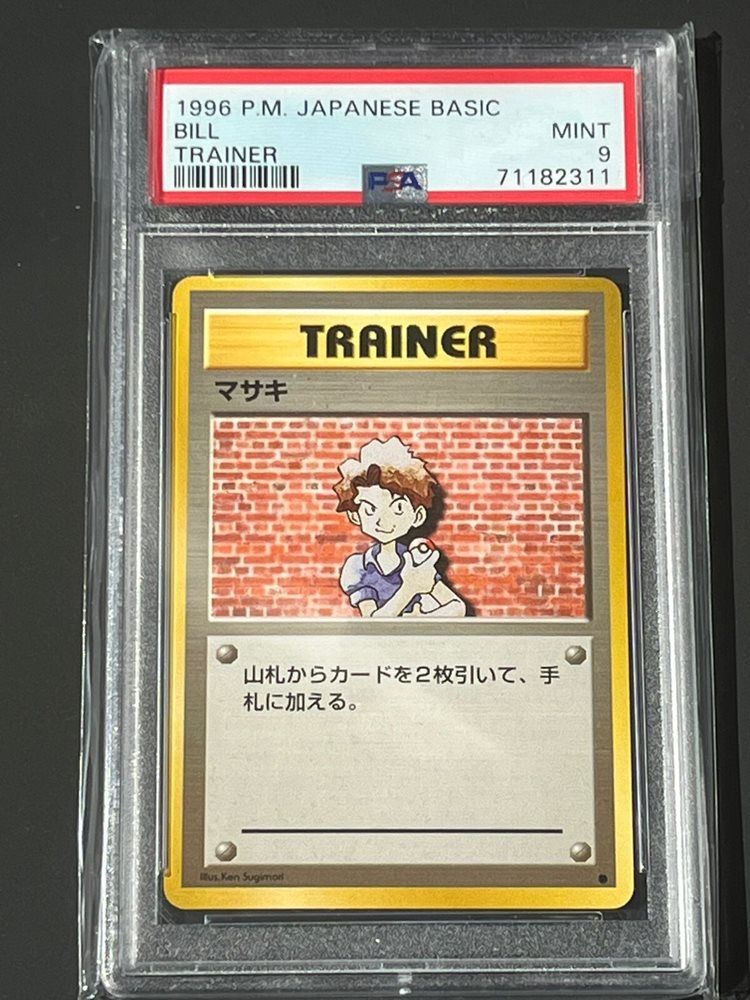 1996 P.M. JAPANESE BASIC
BILL MINT
TRAINER 9
PSA 71182311
TRAINER
マサキ
山札からカードを2枚引いて、手
札に加える。
Illus. Ken Sugimori